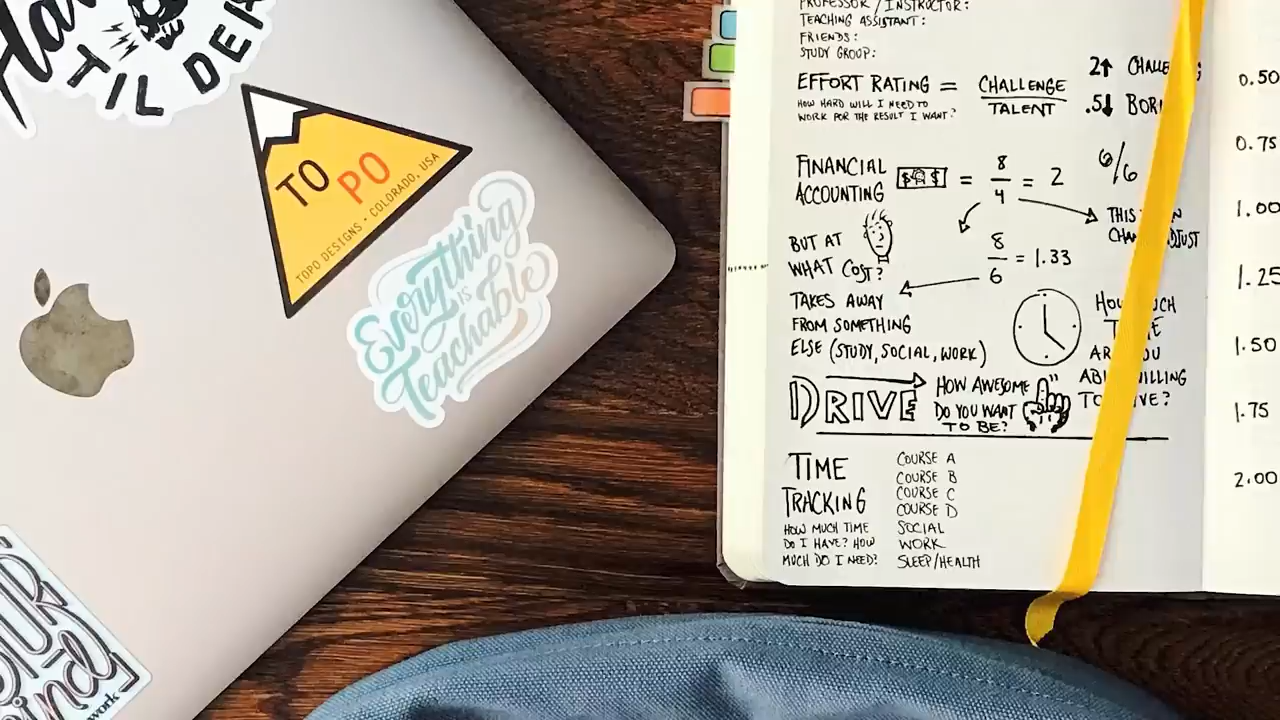 TIL
TOPO
TOPO DESIGNS · COLORADO, USA
Everything
is
Teachable
PROFESSOR / INSTRUCTOR:
TEACHING ASSISTANT:
FRIENDS:
STUDY GROUP:
EFFORT RATING = CHALLENGE
TALENT
HOW HARD WILL I NEED TO
WORK FOR THE RESULT I WANT?
2↑
.5↓
FINANCIAL
ACCOUNTING
$ $ = 8/4 = 2
6/6
THIS
BUT AT
WHAT COST?
8/6 = 1.33
TAKES AWAY
FROM SOMETHING
ELSE (STUDY, SOCIAL, WORK)
DRIVE
HOW AWESOME
DO YOU WANT
TO BE?
TIME
TRACKING
HOW MUCH TIME
DO I HAVE? HOW
MUCH DO I NEED?
COURSE A
COURSE B
COURSE C
COURSE D
SOCIAL
WORK
SLEEP/HEALTH
0.50
0.75
1.00
1.25
1.50
1.75
2.00